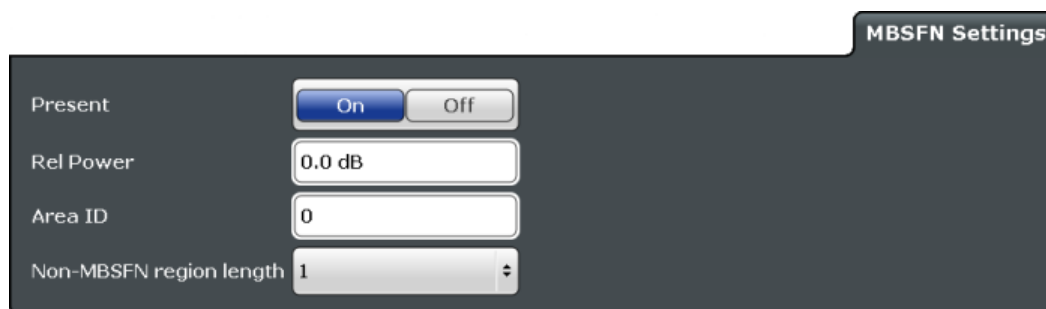 MBSFN Settings
Present On Off
Rel Power 0.0 dB
Area ID 0
Non-MBSFN region length 1